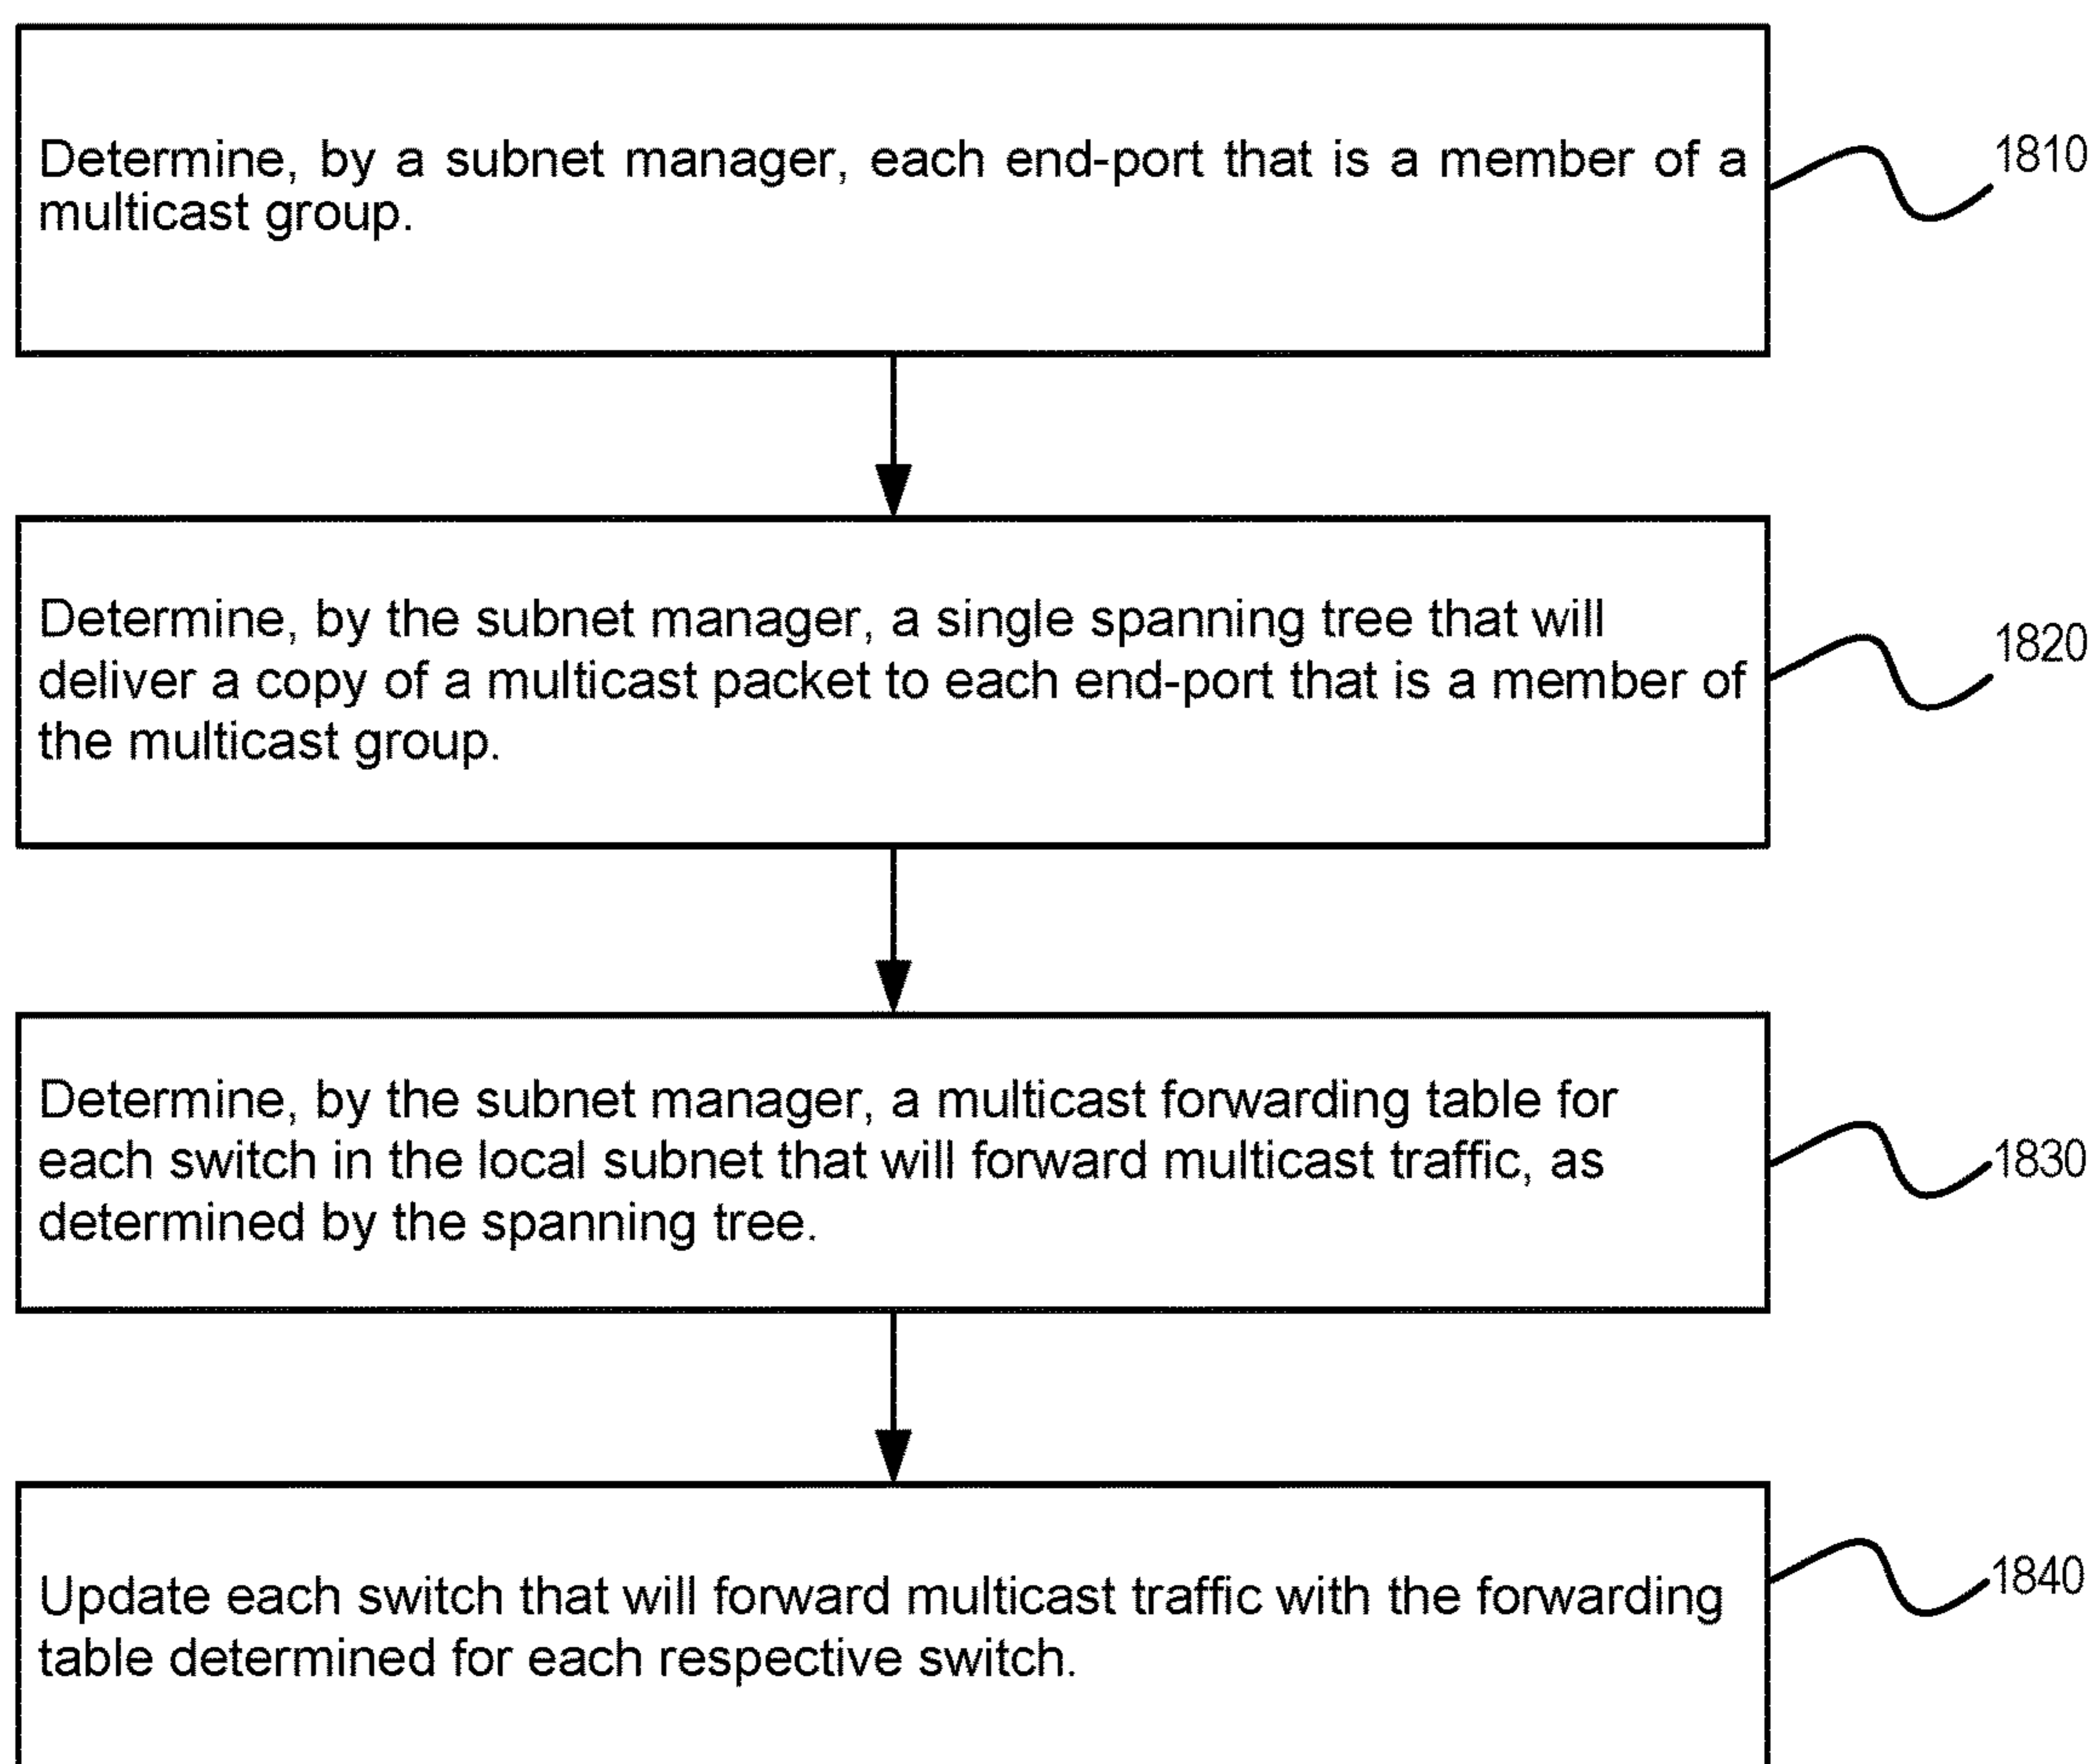 Determine, by a subnet manager, each end-port that is a member of a
multicast group.
1810
Determine, by the subnet manager, a single spanning tree that will
deliver a copy of a multicast packet to each end-port that is a member of
the multicast group.
1820
Determine, by the subnet manager, a multicast forwarding table for
each switch in the local subnet that will forward multicast traffic, as
determined by the spanning tree.
1830
Update each switch that will forward multicast traffic with the forwarding
table determined for each respective switch.
1840